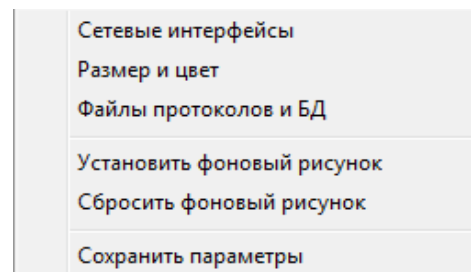 Сетевые интерфейсы
Размер и цвет
Файлы протоколов и БД
Установить фоновый рисунок
Сбросить фоновый рисунок
Сохранить параметры